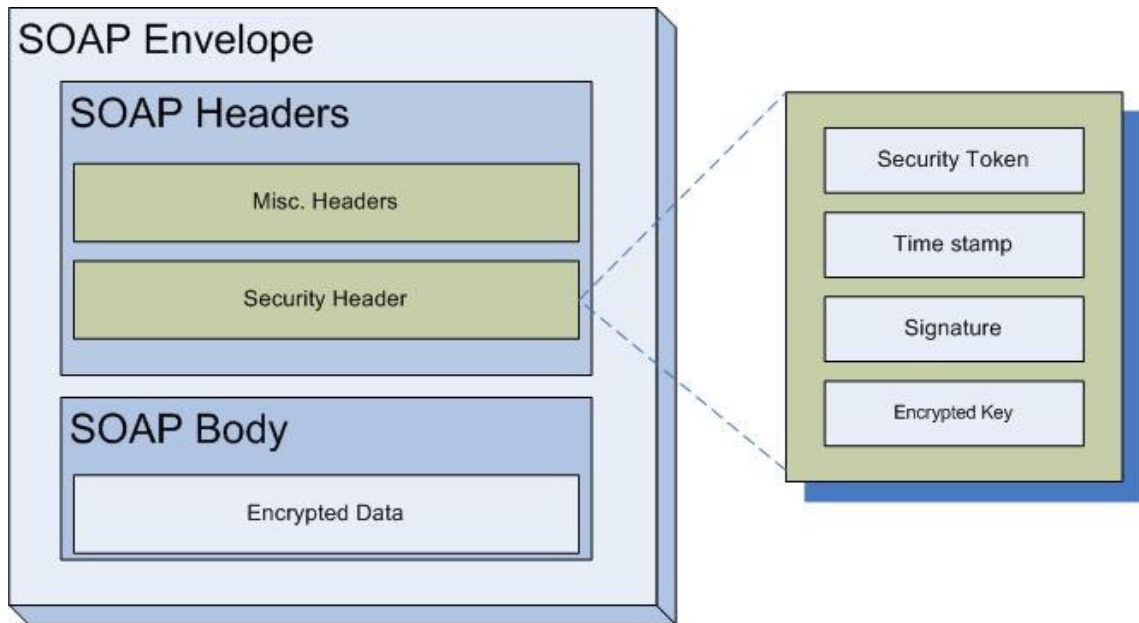 SOAP Envelope
SOAP Headers
Misc. Headers
Security Header
SOAP Body
Encrypted Data
Security Token
Time stamp
Signature
Encrypted Key